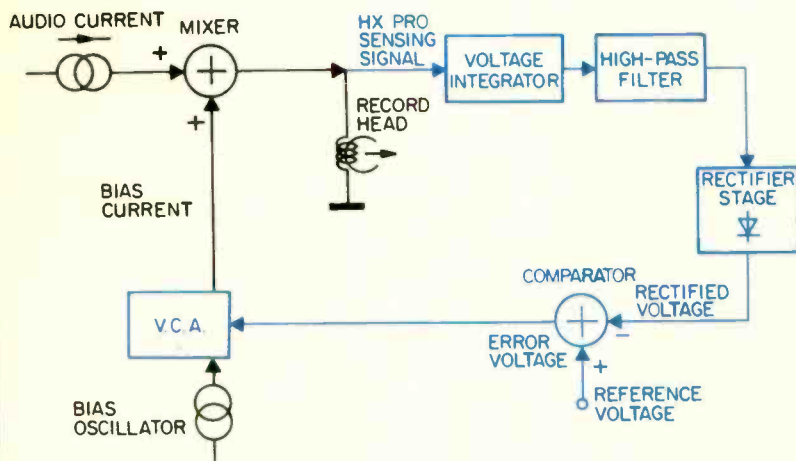 AUDIO CURRENT
MIXER
+
+
HX PRO
SENSING
SIGNAL
VOLTAGE
INTEGRATOR
HIGH-PASS
FILTER
RECORD
HEAD
BIAS
CURRENT
RECTIFIER
STAGE
COMPARATOR
RECTIFIED
VOLTAGE
V.C.A.
ERROR
VOLTAGE
−
+
REFERENCE
VOLTAGE
BIAS
OSCILLATOR